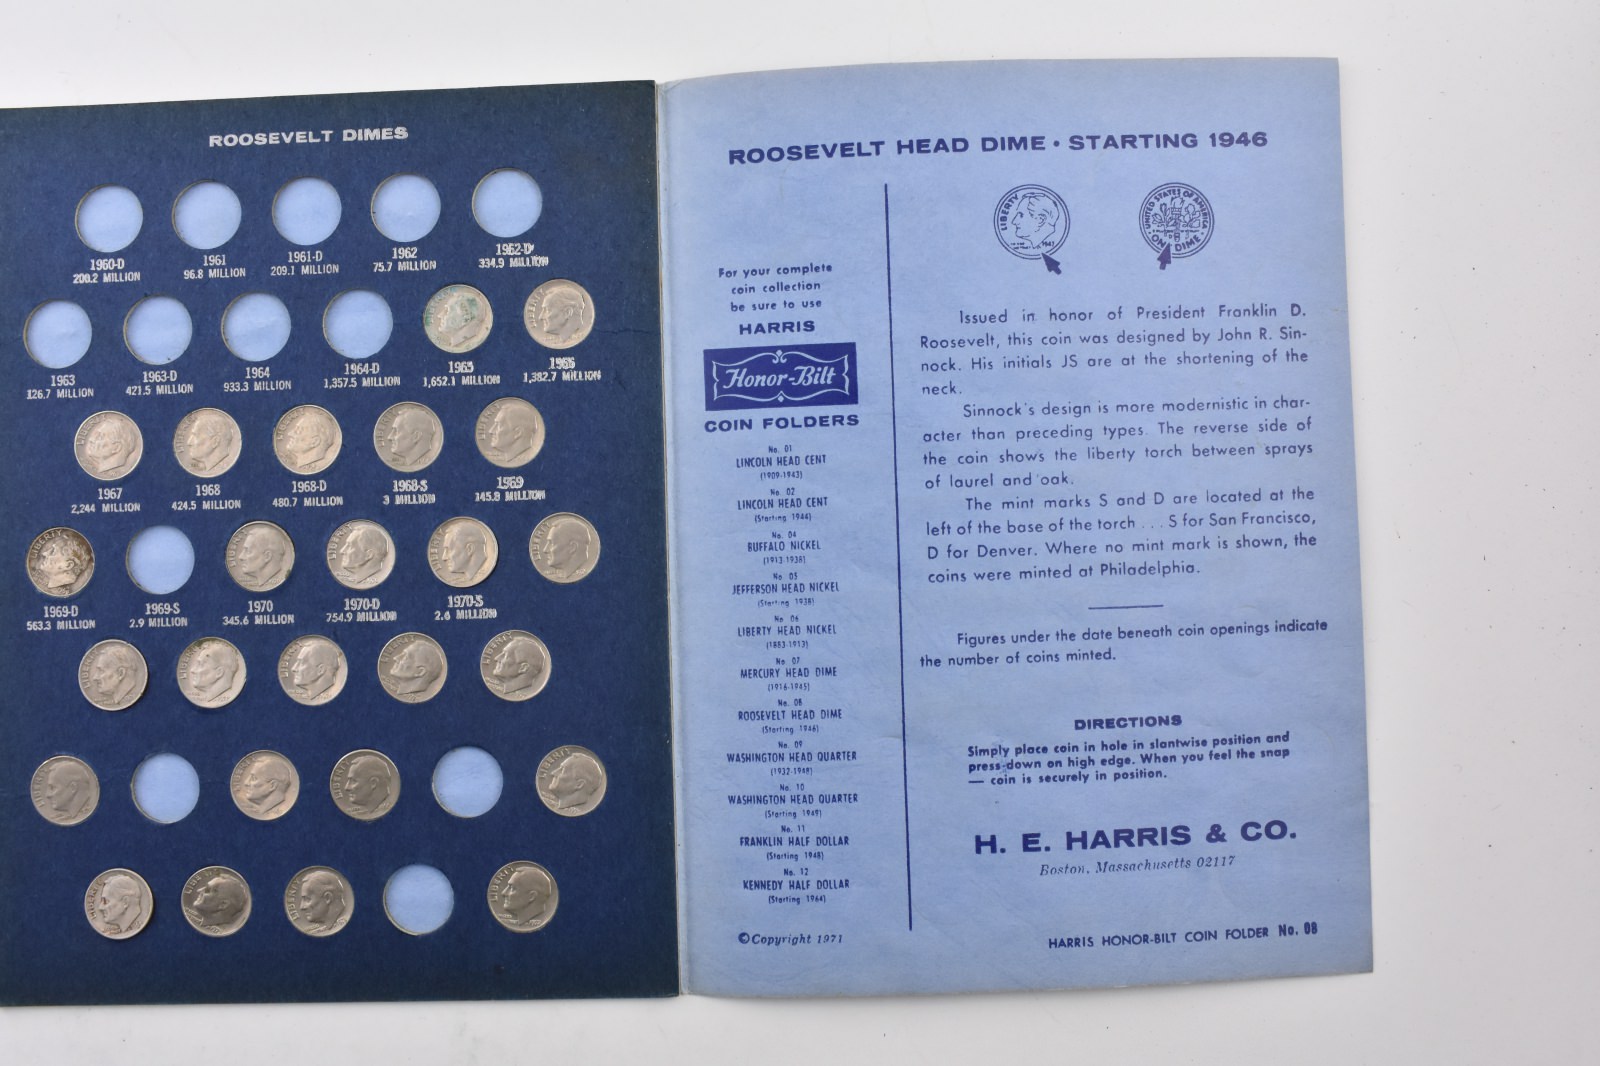 ROOSEVELT DIMES
1960-D 1961 1961-D 1962 1962-D
200.2 MILLION 96.8 MILLION 209.1 MILLION 75.7 MILLION 334.9 MILLION
1963 1963-D 1964 1964-D 1965 1966
126.7 MILLION 421.5 MILLION 933.3 MILLION 1,357.5 MILLION 1,652.1 MILLION 1,382.7 MILLION
1967 1968 1968-D 1968-S 1969
2,244 MILLION 424.5 MILLION 480.7 MILLION 3 MILLION 145.8 MILLION
1969-D 1969-S 1970 1970-D 1970-S
563.3 MILLION 2.9 MILLION 345.6 MILLION 754.9 MILLION 2.6 MILLION
ROOSEVELT HEAD DIME • STARTING 1946
LIBERTY
1947
UNITED STATES OF AMERICA
ONE DIME
For your complete
coin collection
be sure to use
HARRIS
Honor-Bilt
COIN FOLDERS
No. 01
LINCOLN HEAD CENT
(1909-1943)
No. 02
LINCOLN HEAD CENT
(Starting 1944)
No. 04
BUFFALO NICKEL
(1913-1938)
No. 05
JEFFERSON HEAD NICKEL
(Starting 1938)
No. 06
LIBERTY HEAD NICKEL
(1883-1913)
No. 07
MERCURY HEAD DIME
(1916-1945)
No. 08
ROOSEVELT HEAD DIME
(Starting 1946)
No. 09
WASHINGTON HEAD QUARTER
(1932-1948)
No. 10
WASHINGTON HEAD QUARTER
(Starting 1949)
No. 11
FRANKLIN HALF DOLLAR
(Starting 1948)
No. 12
KENNEDY HALF DOLLAR
(Starting 1964)
© Copyright 1971
Issued in honor of President Franklin D.
Roosevelt, this coin was designed by John R. Sin-
nock. His initials JS are at the shortening of the
neck.
Sinnock's design is more modernistic in char-
acter than preceding types. The reverse side of
the coin shows the liberty torch between sprays
of laurel and oak.
The mint marks S and D are located at the
left of the base of the torch . . . S for San Francisco,
D for Denver. Where no mint mark is shown, the
coins were minted at Philadelphia.
Figures under the date beneath coin openings indicate
the number of coins minted.
DIRECTIONS
Simply place coin in hole in slantwise position and
press down on high edge. When you feel the snap
— coin is securely in position.
H. E. HARRIS & CO.
Boston, Massachusetts 02117
HARRIS HONOR-BILT COIN FOLDER No. 08